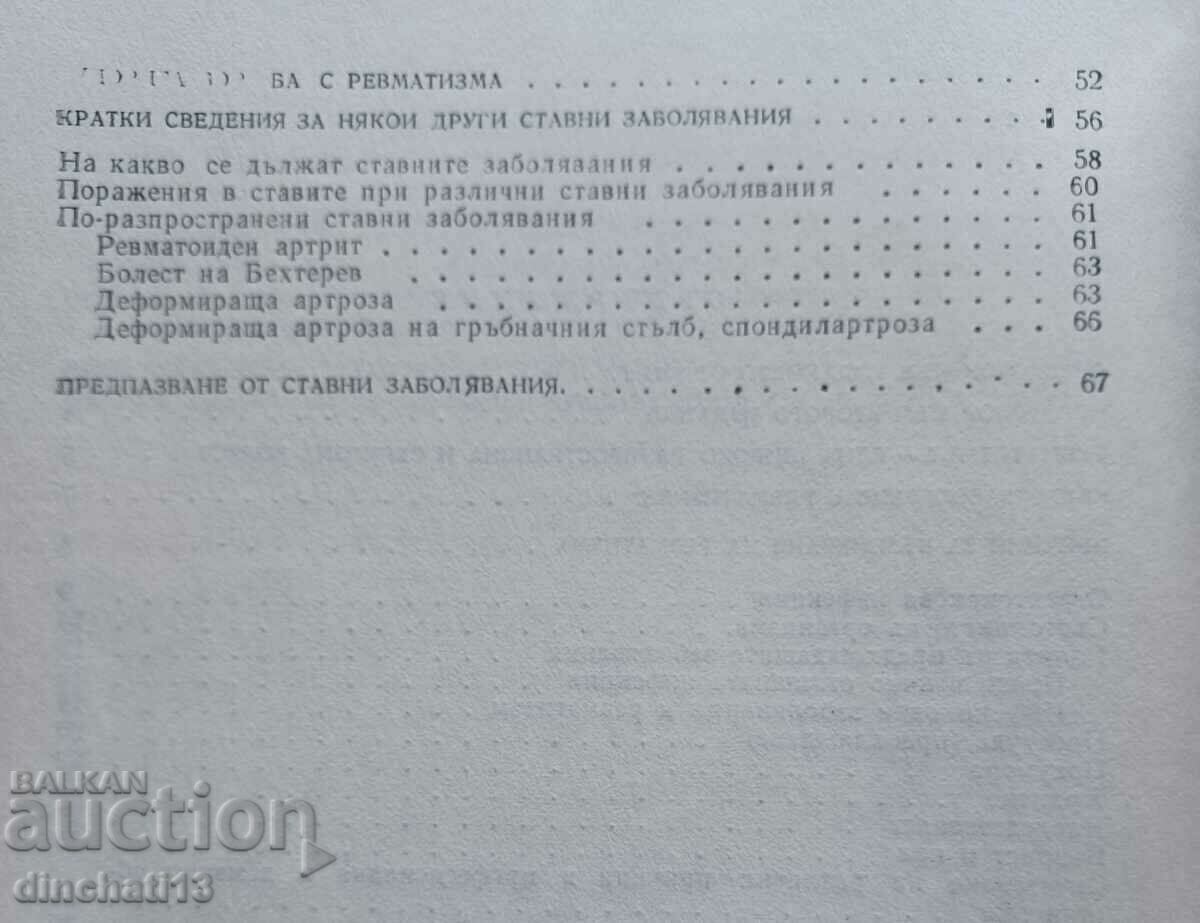 БА С РЕВМАТИЗМА . . . . . . . . . . . . . . . . . . . . 52
КРАТКИ СВЕДЕНИЯ ЗА НЯКОИ ДРУГИ СТАВНИ ЗАБОЛЯВАНИЯ . . . . . . . . . 56
На какво се дължат ставните заболявания . . . . . . . . . . . . . . 58
Поражения в ставите при различни ставни заболявания . . . . . . 60
По-разпространени ставни заболявания . . . . . . . . . . . . . . . 61
Ревматоиден артрит . . . . . . . . . . . . . . . . . . . . . . . 61
Болест на Бехтерев . . . . . . . . . . . . . . . . . . . . . . 63
Деформираща артроза . . . . . . . . . . . . . . . . . . . . . 63
Деформираща артроза на гръбначния стълб, спондилартроза . . . 66
ПРЕДПАЗВАНЕ ОТ СТАВНИ ЗАБОЛЯВАНИЯ. . . . . . . . . . . . . . . . . . 67
BALKAN
auction
dinchati13